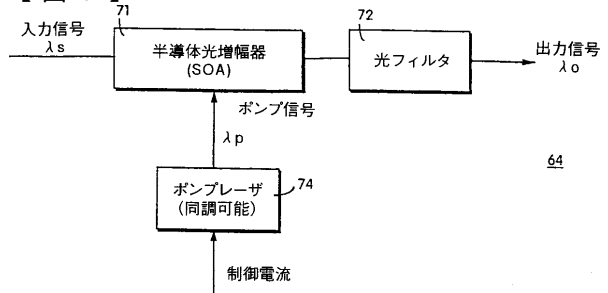 71
72
入力信号
λs
半導体光増幅器
(SOA)
光フィルタ
出力信号
λo
ポンプ信号
λp
64
74
ポンプレーザ
(同調可能)
制御電流